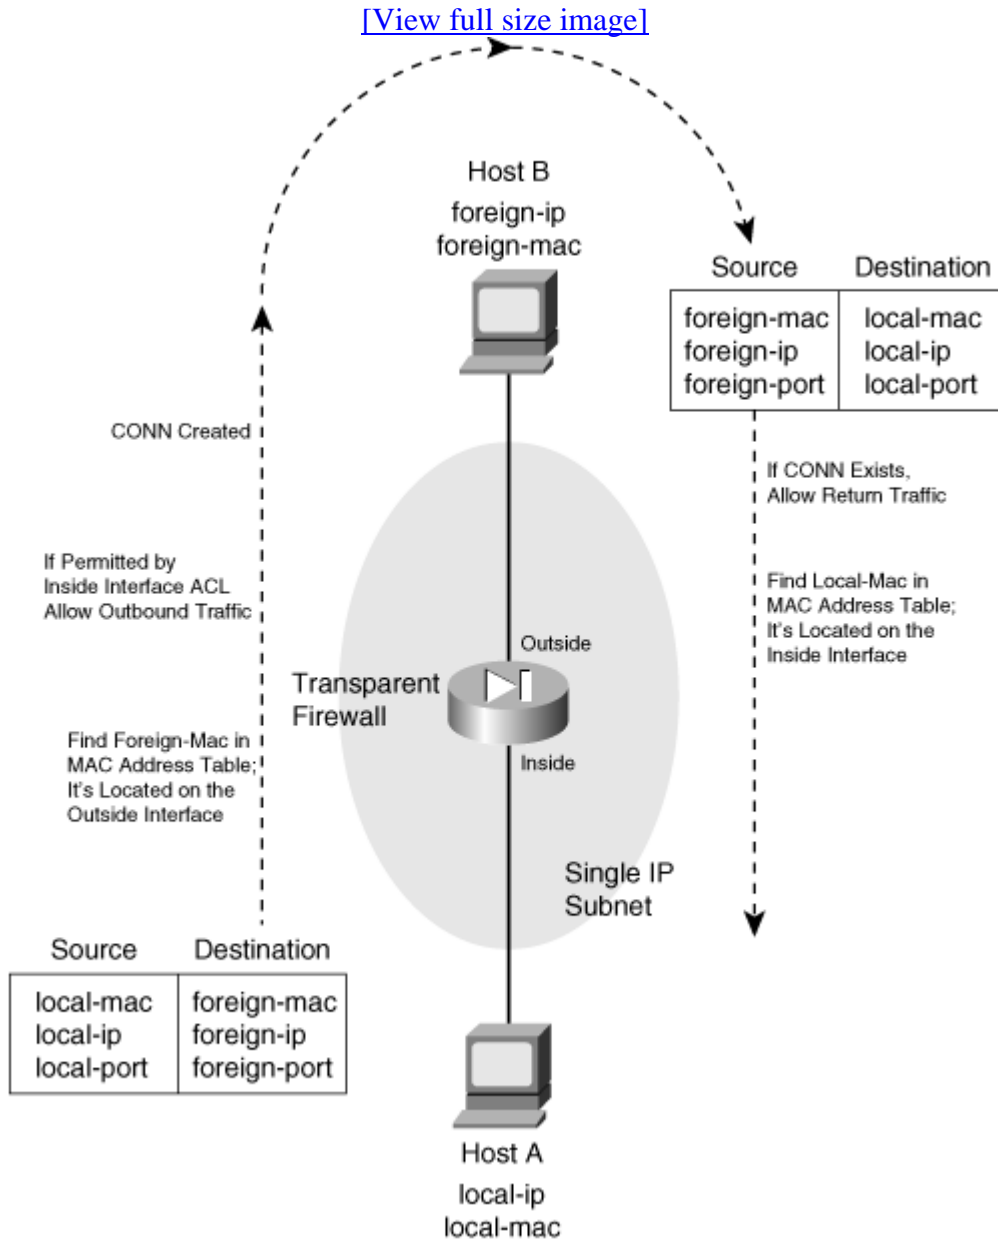 [View full size image]
Host B
foreign-ip
foreign-mac
Source Destination
foreign-mac local-mac
foreign-ip local-ip
foreign-port local-port
CONN Created
If CONN Exists,
Allow Return Traffic
If Permitted by
Inside Interface ACL
Allow Outbound Traffic
Find Local-Mac in
MAC Address Table;
It's Located on the
Inside Interface
Outside
Transparent
Firewall
Inside
Find Foreign-Mac in
MAC Address Table;
It's Located on the
Outside Interface
Single IP
Subnet
Source Destination
local-mac foreign-mac
local-ip foreign-ip
local-port foreign-port
Host A
local-ip
local-mac